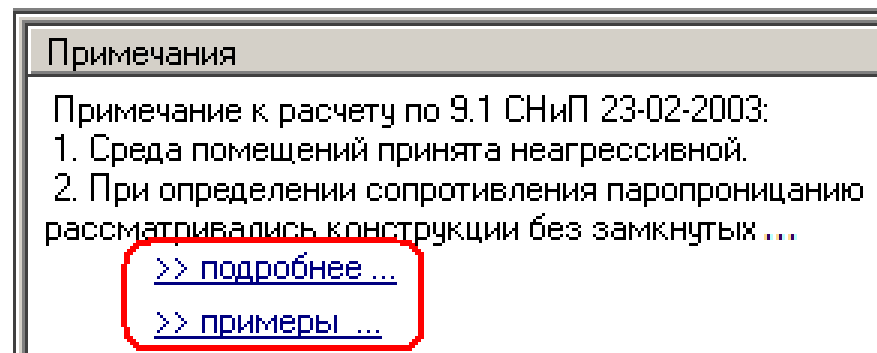 Примечания
Примечание к расчету по 9.1 СНиП 23-02-2003:
1. Среда помещений принята неагрессивной.
2. При определении сопротивления паропроницанию
рассматривались конструкции без замкнутых ...
>> подробнее ...
>> примеры ...